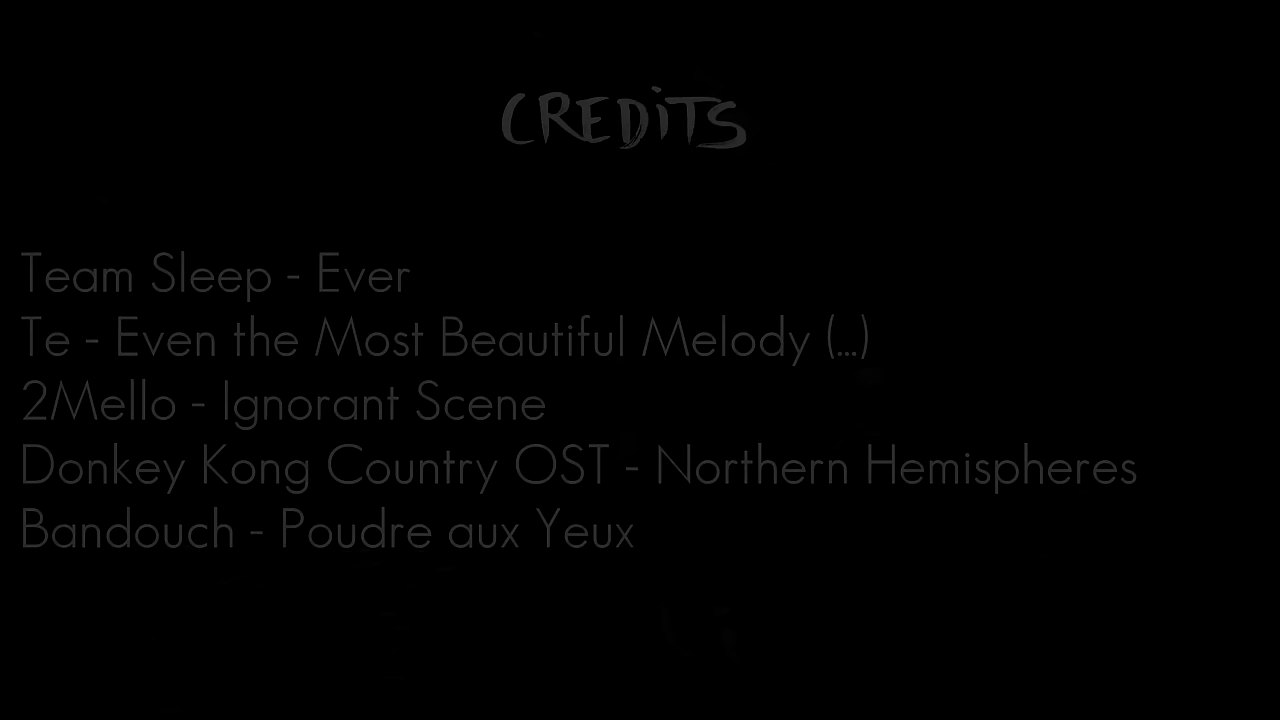 CREDiTS
Team Sleep - Ever
Te - Even the Most Beautiful Melody (...)
2Mello - Ignorant Scene
Donkey Kong Country OST - Northern Hemispheres
Bandouch - Poudre aux Yeux